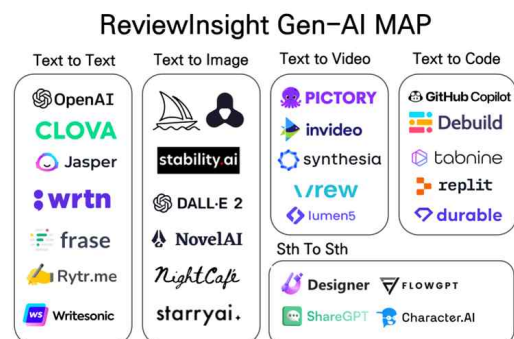 ReviewInsight Gen-AI MAP
Text to Text
OpenAI
CLOVA
Jasper
wrtn
frase
Rytr.me
ws Writesonic
Text to Image
stability.ai
DALL·E 2
NovelAI
NightCafé
starryai.
Text to Video
PICTORY
invideo
synthesia
Vrew
lumen5
Text to Code
GitHub Copilot
Debuild
tabnine
replit
durable
Sth To Sth
Designer
FLOWGPT
ShareGPT
Character.AI